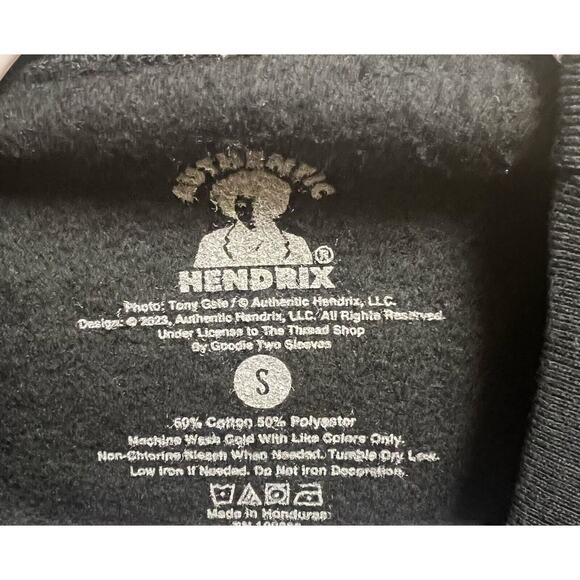 AUTHENTIC
HENDRIX®
Photo: Tony Gale / © Authentic Hendrix, LLC.
Design: © 2023, Authentic Hendrix, LLC. All Rights Reserved.
Under License to The Thread Shop
By Goodie Two Sleeves
S
50% Cotton 50% Polyester
Machine Wash Cold With Like Colors Only.
Non-Chlorine Bleach When Needed. Tumble Dry Low.
Low Iron If Needed. Do Not Iron Decoration.
Made in Honduras